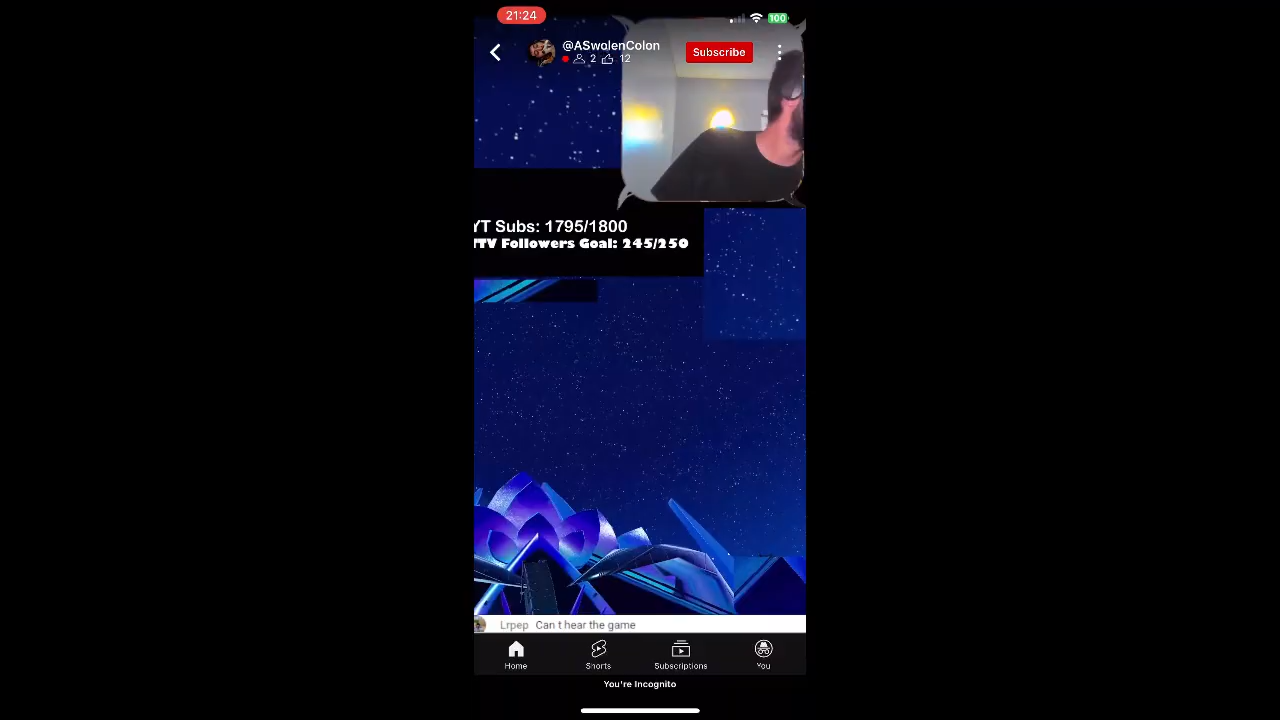 21:24
100
@ASwolenColon
2 12
Subscribe
YT Subs: 1795/1800
TTV Followers Goal: 245/250
Lrpep Can t hear the game
Home
Shorts
Subscriptions
You
You're Incognito